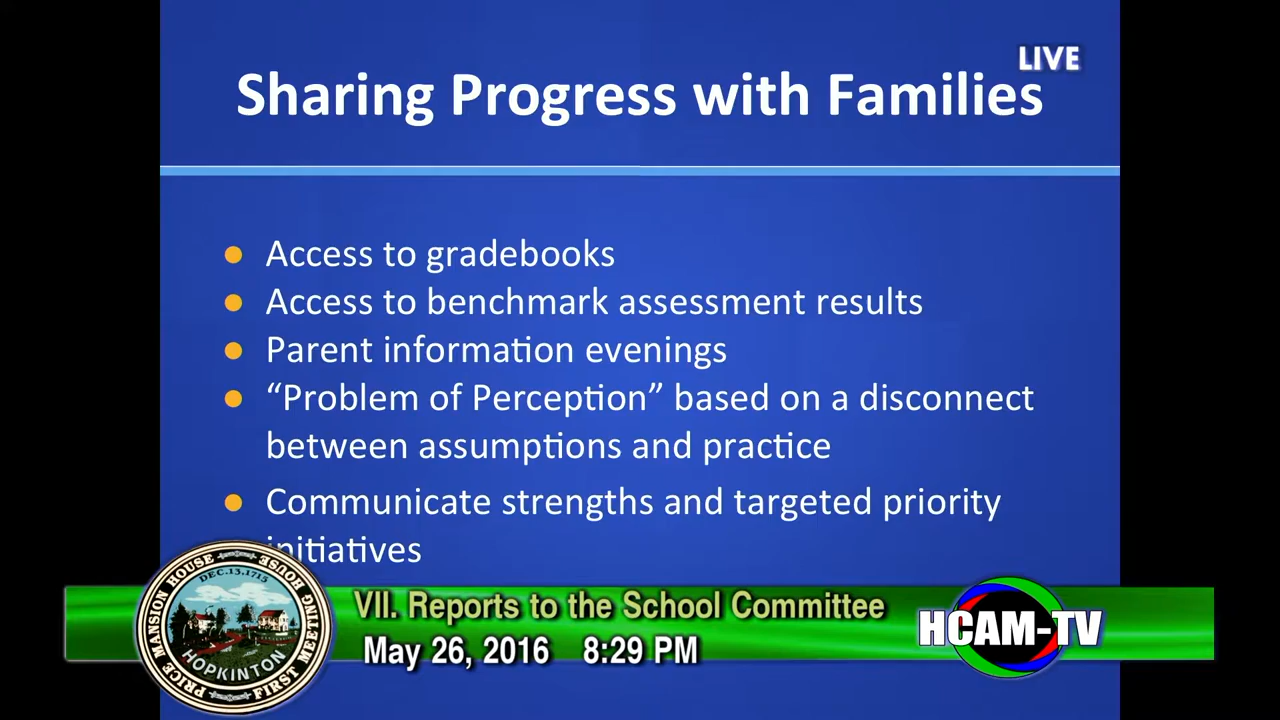 LIVE
Sharing Progress with Families
● Access to gradebooks
● Access to benchmark assessment results
● Parent information evenings
● “Problem of Perception” based on a disconnect
between assumptions and practice
● Communicate strengths and targeted priority
initiatives
VII. Reports to the School Committee
May 26, 2016 8:29 PM
HCAM-TV
PRICE MANSION HOUSE
HOUSE FIRST MEETING
DEC.13.1715
HOPKINTON